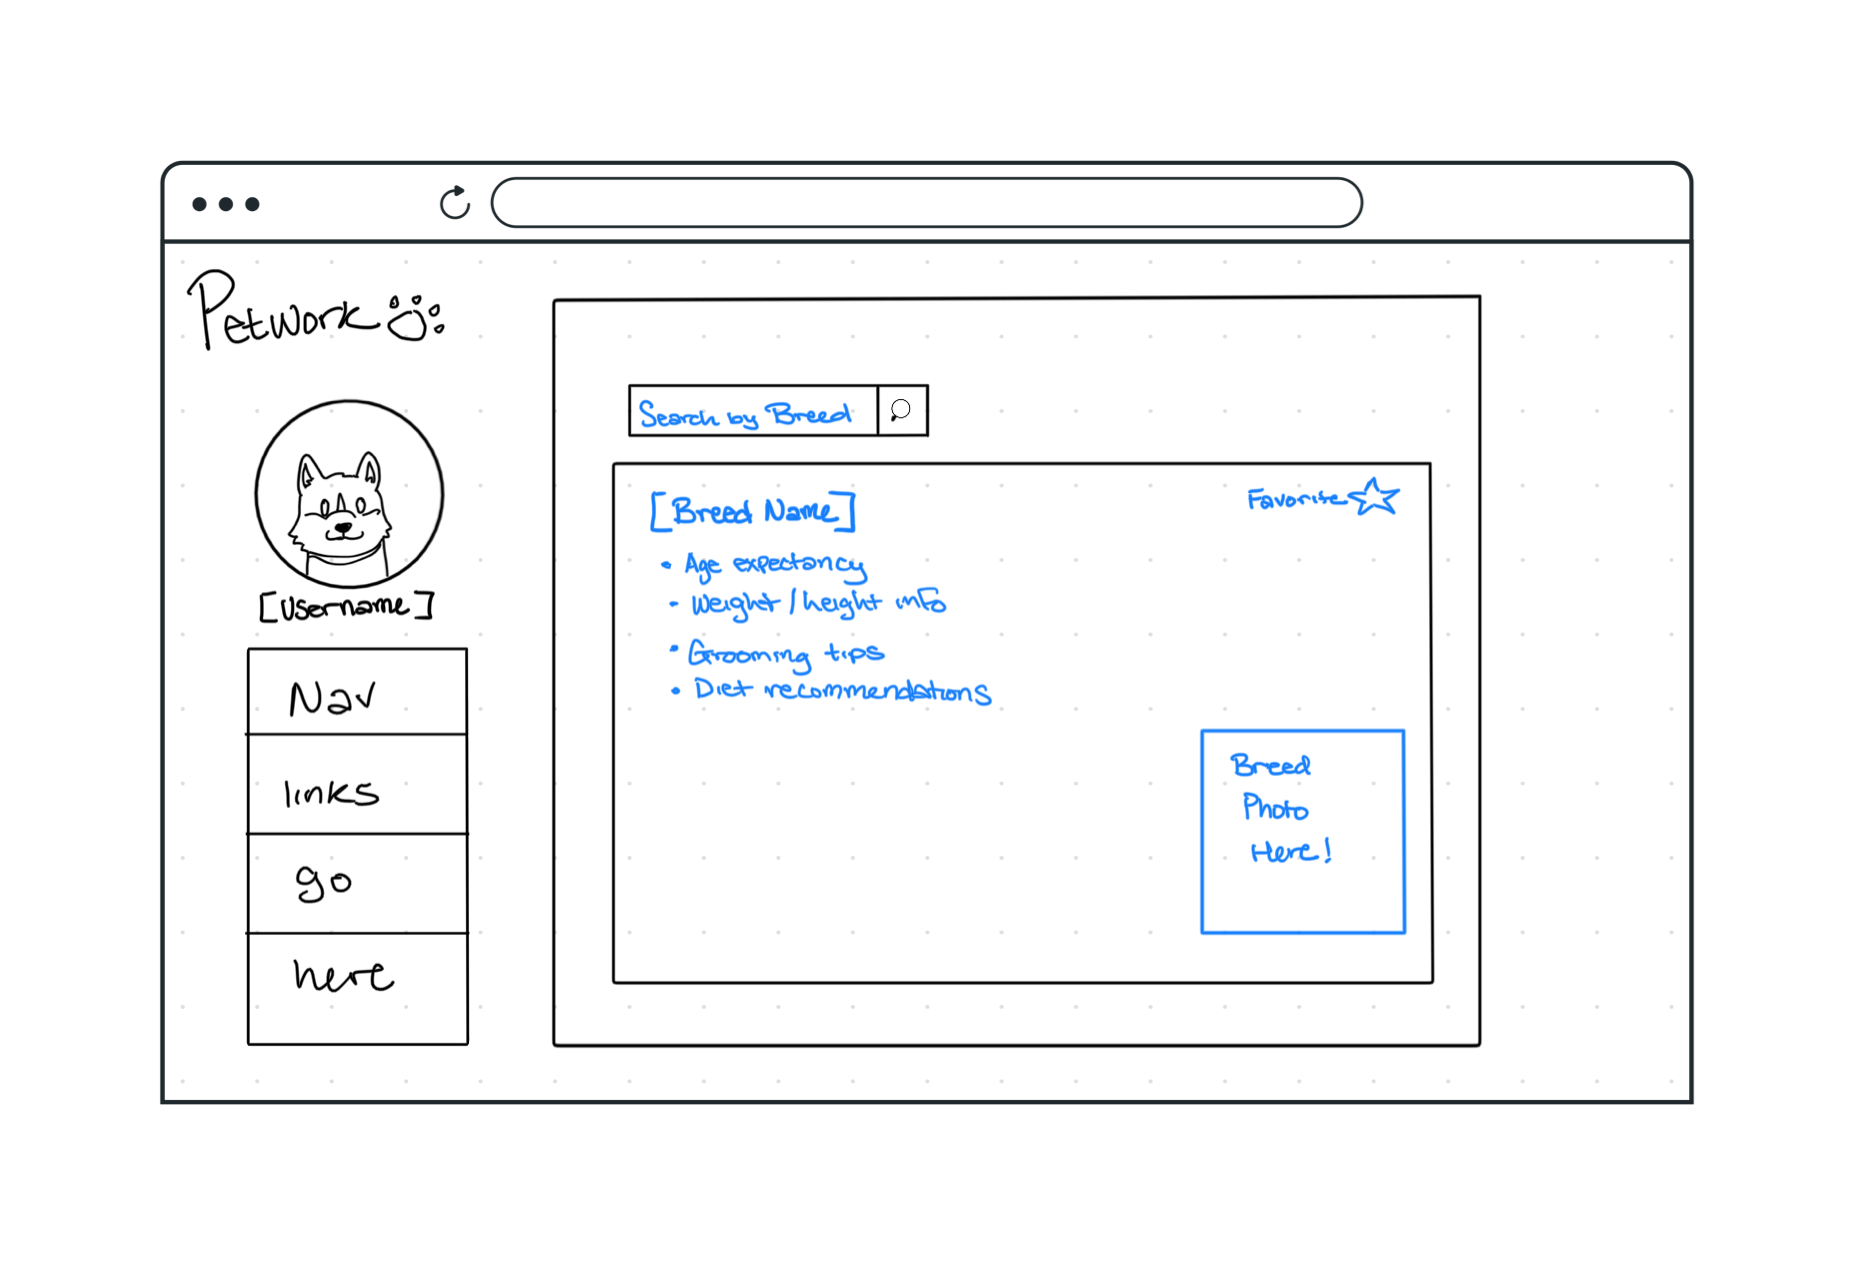 Petwork
[Username]
Nav
links
go
here
Search by Breed
[Breed Name]
Favorite
• Age expectancy
• Weight/height info
• Grooming tips
• Diet recommendations
Breed
Photo
Here!